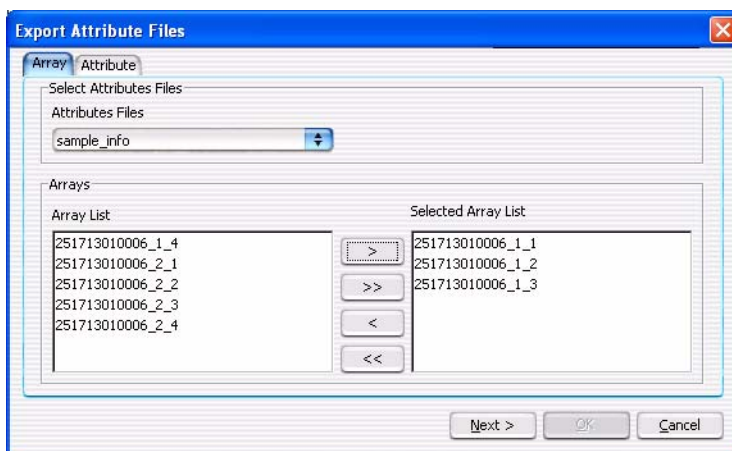 Export Attribute Files
Array Attribute
Select Attributes Files
Attributes Files
sample_info
Arrays
Array List
Selected Array List
251713010006_1_4
251713010006_2_1
251713010006_2_2
251713010006_2_3
251713010006_2_4
>
>>
<
<<
251713010006_1_1
251713010006_1_2
251713010006_1_3
Next >
OK
Cancel